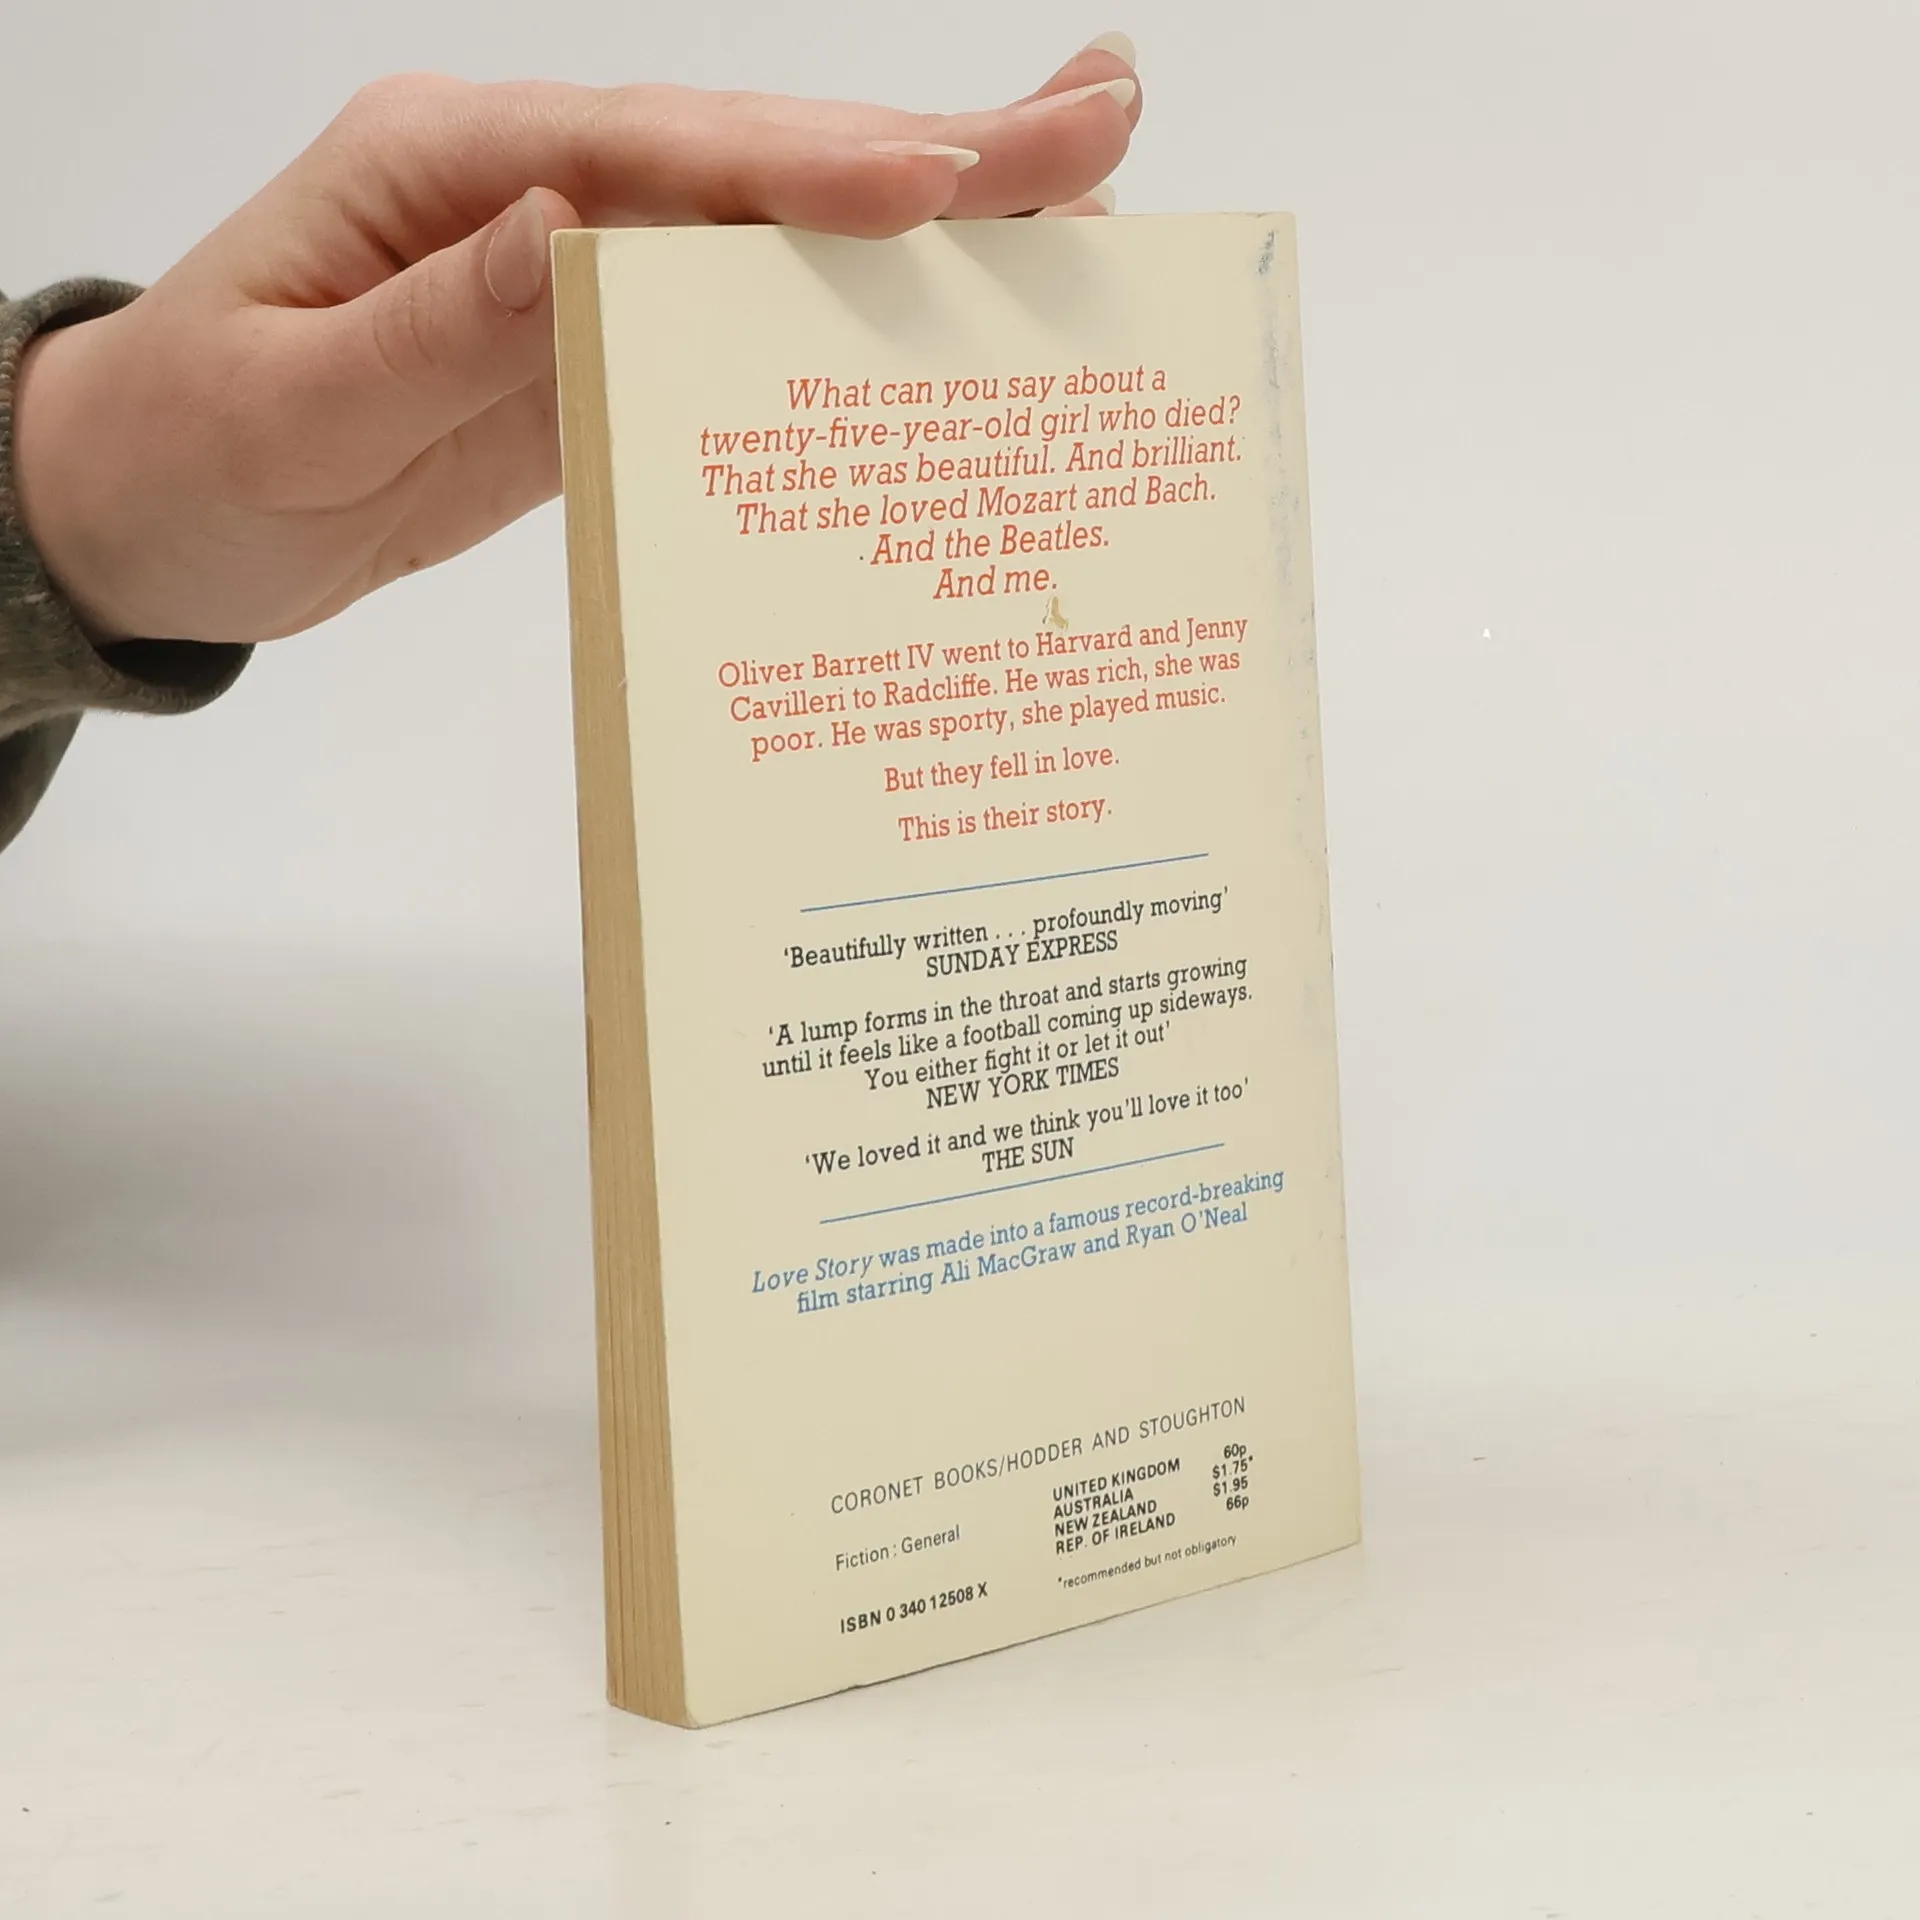 What can you say about a
twenty-five-year-old girl who died?
That she was beautiful. And brilliant.
That she loved Mozart and Bach.
And the Beatles.
And me.
Oliver Barrett IV went to Harvard and Jenny
Cavilleri to Radcliffe. He was rich, she was
poor. He was sporty, she played music.
But they fell in love.
This is their story.
‘Beautifully written . . . profoundly moving’
SUNDAY EXPRESS
‘A lump forms in the throat and starts growing
until it feels like a football coming up sideways.
You either fight it or let it out’
NEW YORK TIMES
‘We loved it and we think you’ll love it too’
THE SUN
Love Story was made into a famous record-breaking
film starring Ali MacGraw and Ryan O’Neal
CORONET BOOKS/HODDER AND STOUGHTON
UNITED KINGDOM 60p
AUSTRALIA $1.75*
NEW ZEALAND $1.95
REP. OF IRELAND 66p
Fiction : General
*recommended but not obligatory
ISBN 0 340 12508 X